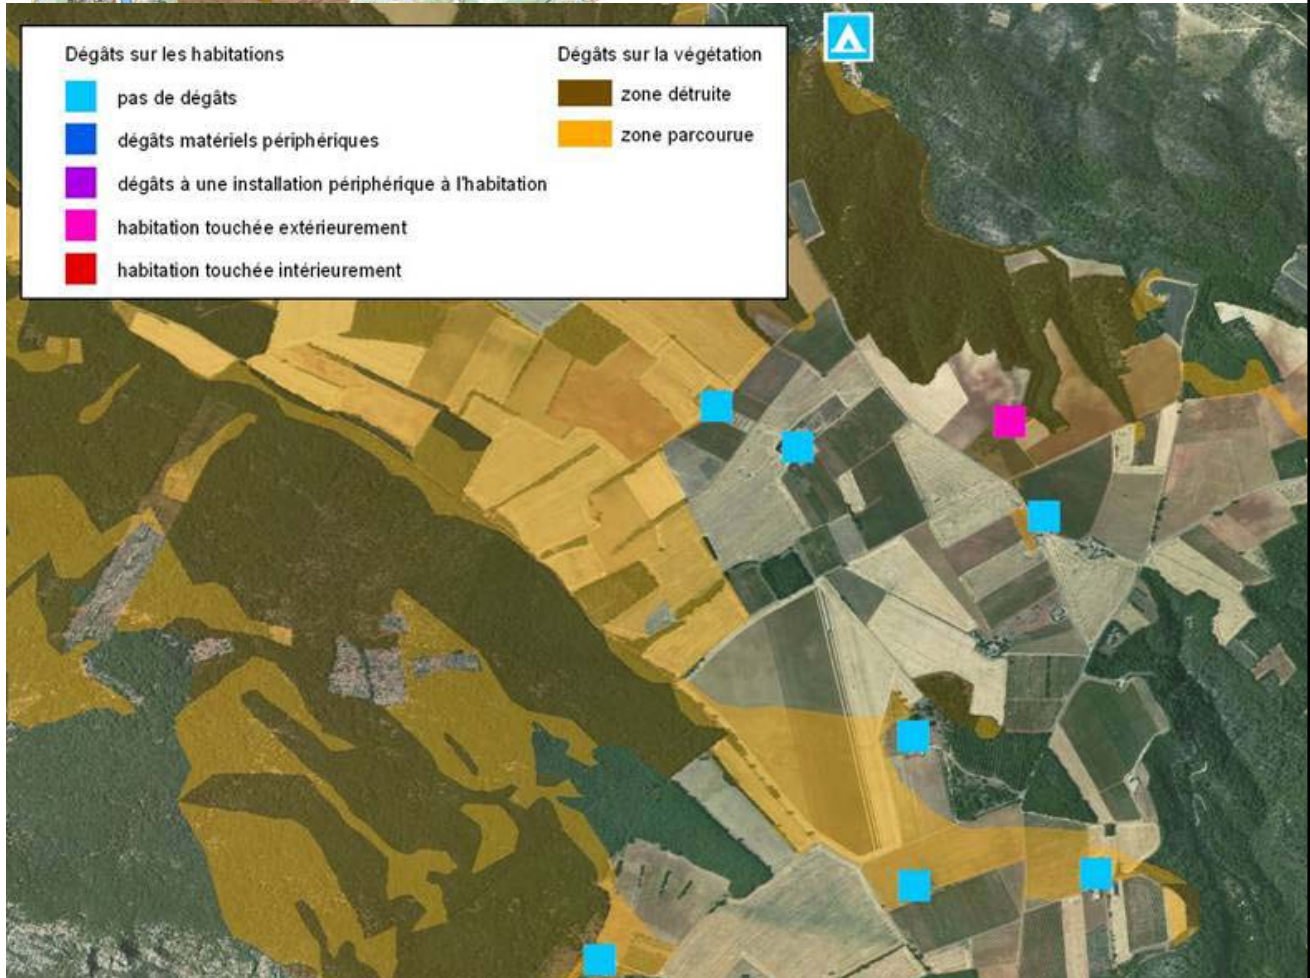 Dégâts sur les habitations
pas de dégâts
dégâts matériels périphériques
dégâts à une installation périphérique à l'habitation
habitation touchée extérieurement
habitation touchée intérieurement
Dégâts sur la végétation
zone détruite
zone parcourue